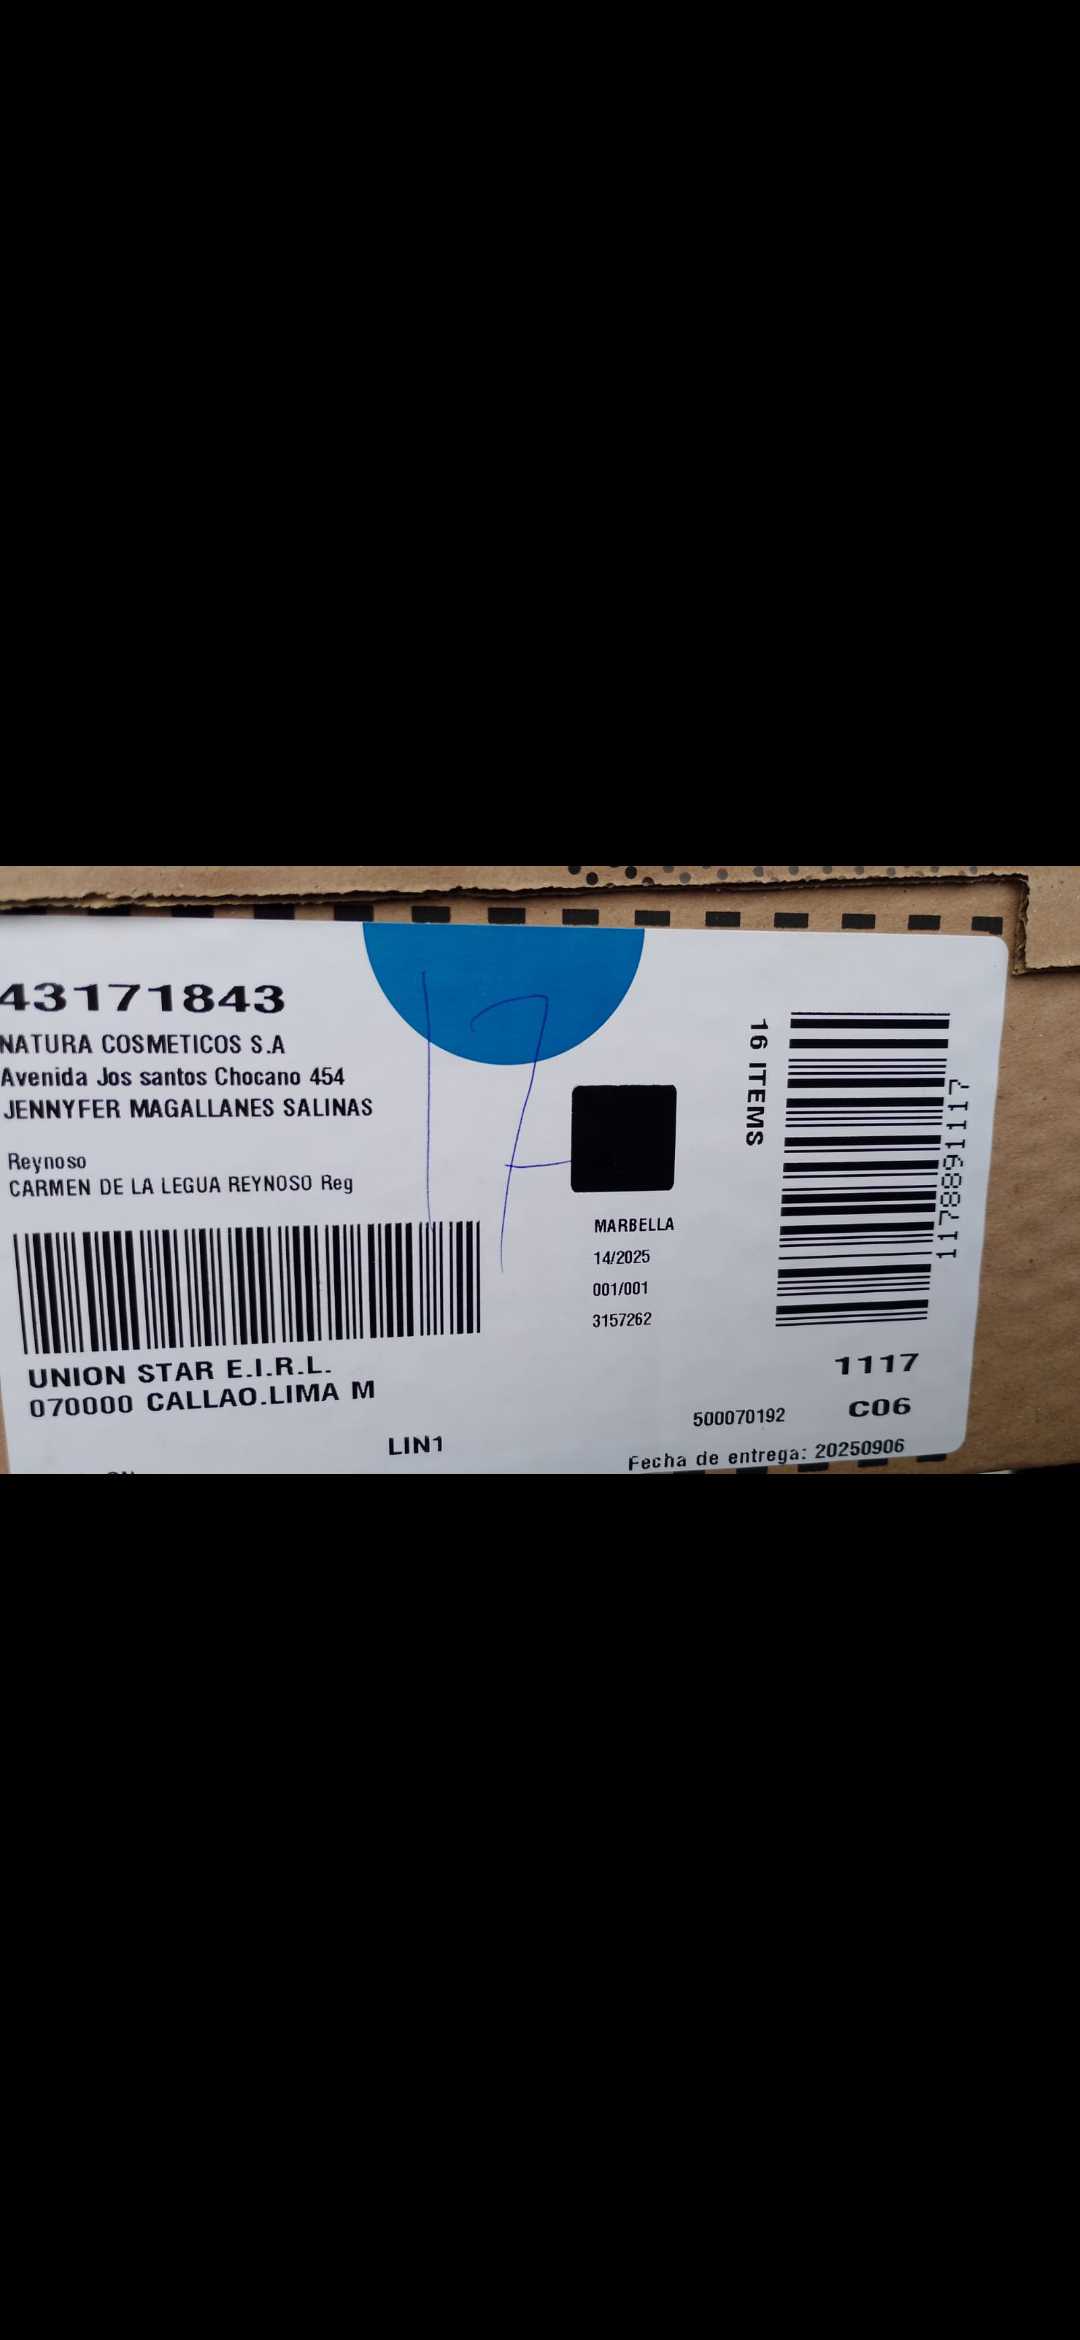 43171843
NATURA COSMETICOS S.A
Avenida Jos santos Chocano 454
JENNYFER MAGALLANES SALINAS
Reynoso
CARMEN DE LA LEGUA REYNOSO Reg
17
16 ITEMS
1178891117
MARBELLA
14/2025
001/001
3157262
UNION STAR E.I.R.L.
070000 CALLAO.LIMA M
LIN1
1117
500070192
C06
Fecha de entrega: 20250906